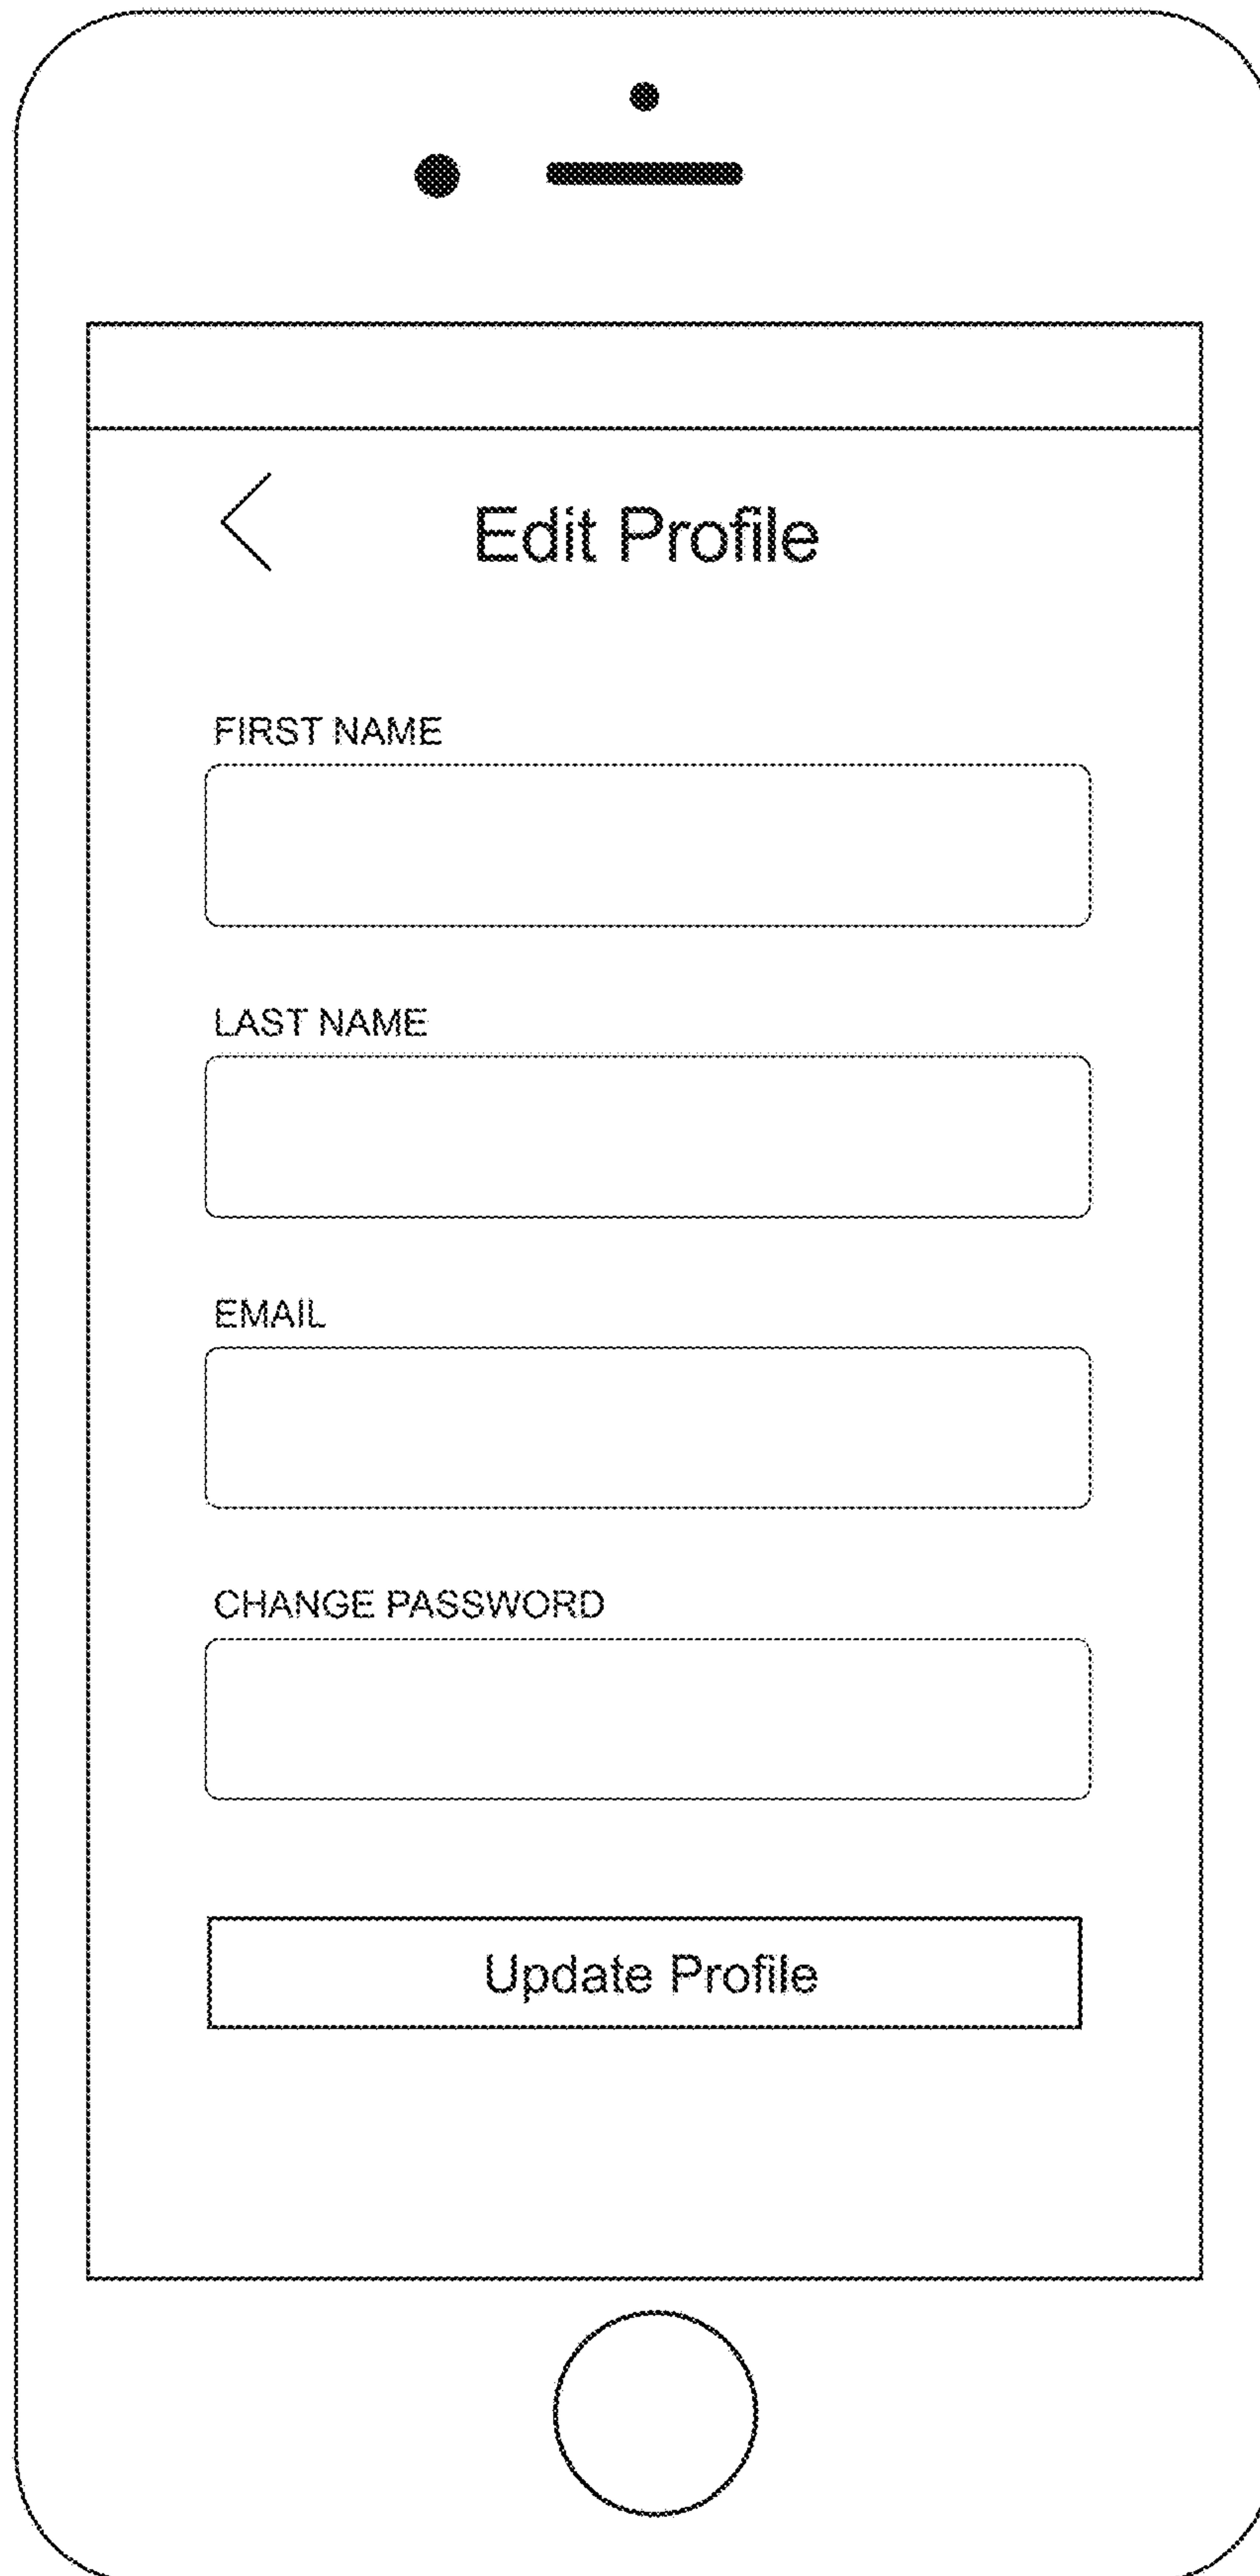 Edit Profile
FIRST NAME
LAST NAME
EMAIL
CHANGE PASSWORD
Update Profile